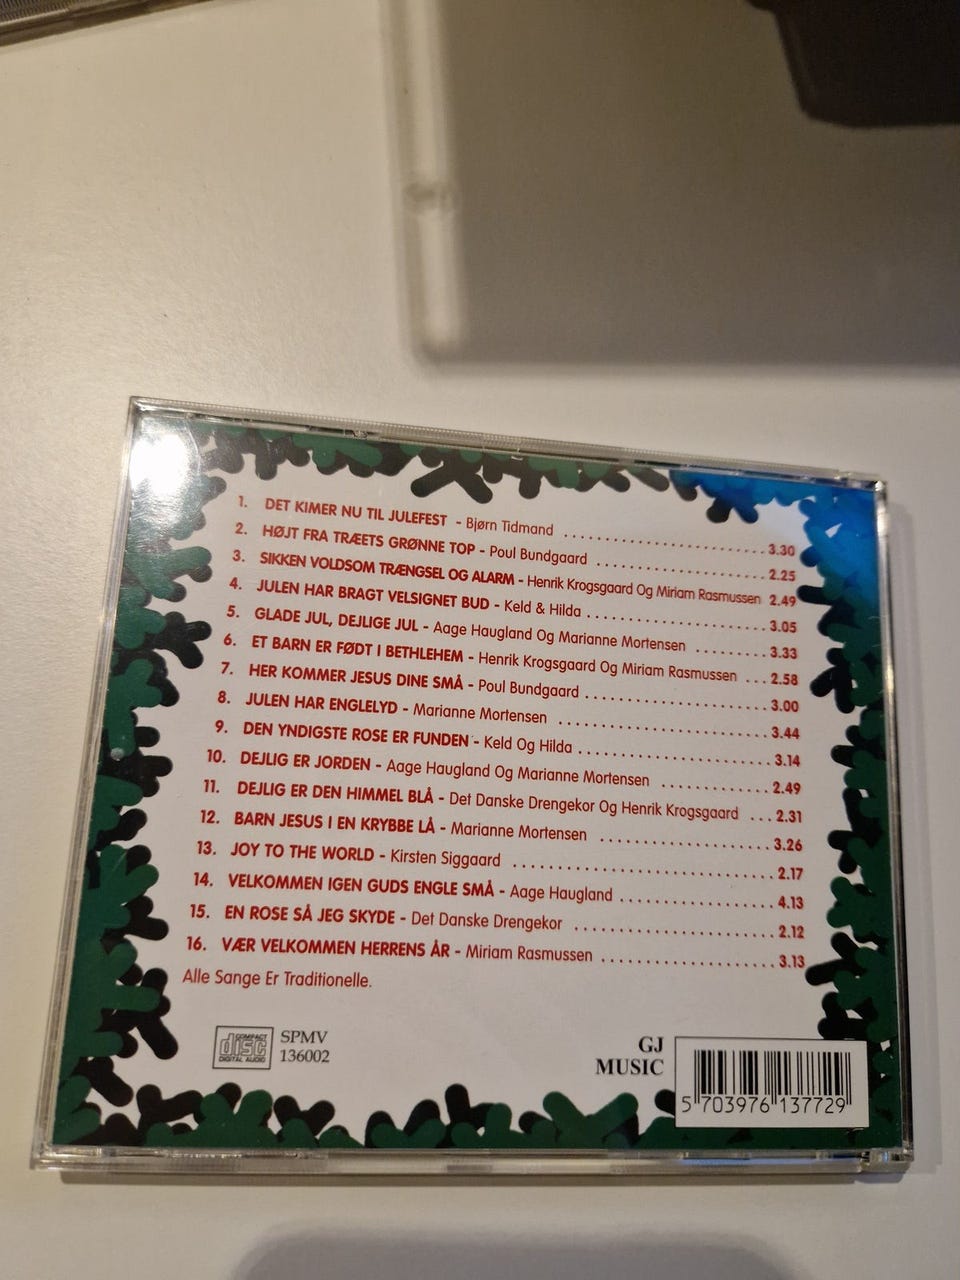 1. DET KIMER NU TIL JULEFEST - Bjørn Tidmand ........................ 3.30
2. HØJT FRA TRÆETS GRØNNE TOP - Poul Bundgaard .................... 2.25
3. SIKKEN VOLDSOM TRÆNGSEL OG ALARM - Henrik Krogsgaard Og Miriam Rasmussen 2.49
4. JULEN HAR BRAGT VELSIGNET BUD - Keld & Hilda ..................... 3.05
5. GLADE JUL, DEJLIGE JUL - Aage Haugland Og Marianne Mortensen .......... 3.33
6. ET BARN ER FØDT I BETHLEHEM - Henrik Krogsgaard Og Miriam Rasmussen ... 2.58
7. HER KOMMER JESUS DINE SMÅ - Poul Bundgaard ..................... 3.00
8. JULEN HAR ENGLELYD - Marianne Mortensen ........................ 3.44
9. DEN YNDIGSTE ROSE ER FUNDEN - Keld Og Hilda ..................... 3.14
10. DEJLIG ER JORDEN - Aage Haugland Og Marianne Mortensen .............. 2.49
11. DEJLIG ER DEN HIMMEL BLÅ - Det Danske Drengekor Og Henrik Krogsgaard ... 2.31
12. BARN JESUS I EN KRYBBE LÅ - Marianne Mortensen ................... 3.26
13. JOY TO THE WORLD - Kirsten Siggaard ............................. 2.17
14. VELKOMMEN IGEN GUDS ENGLE SMÅ - Aage Haugland .................. 4.13
15. EN ROSE SÅ JEG SKYDE - Det Danske Drengekor ...................... 2.12
16. VÆR VELKOMMEN HERRENS ÅR - Miriam Rasmussen .................... 3.13
Alle Sange Er Traditionelle.
COMPACT
disc
DIGITAL AUDIO
SPMV
136002
GJ
MUSIC
5 703976 137729